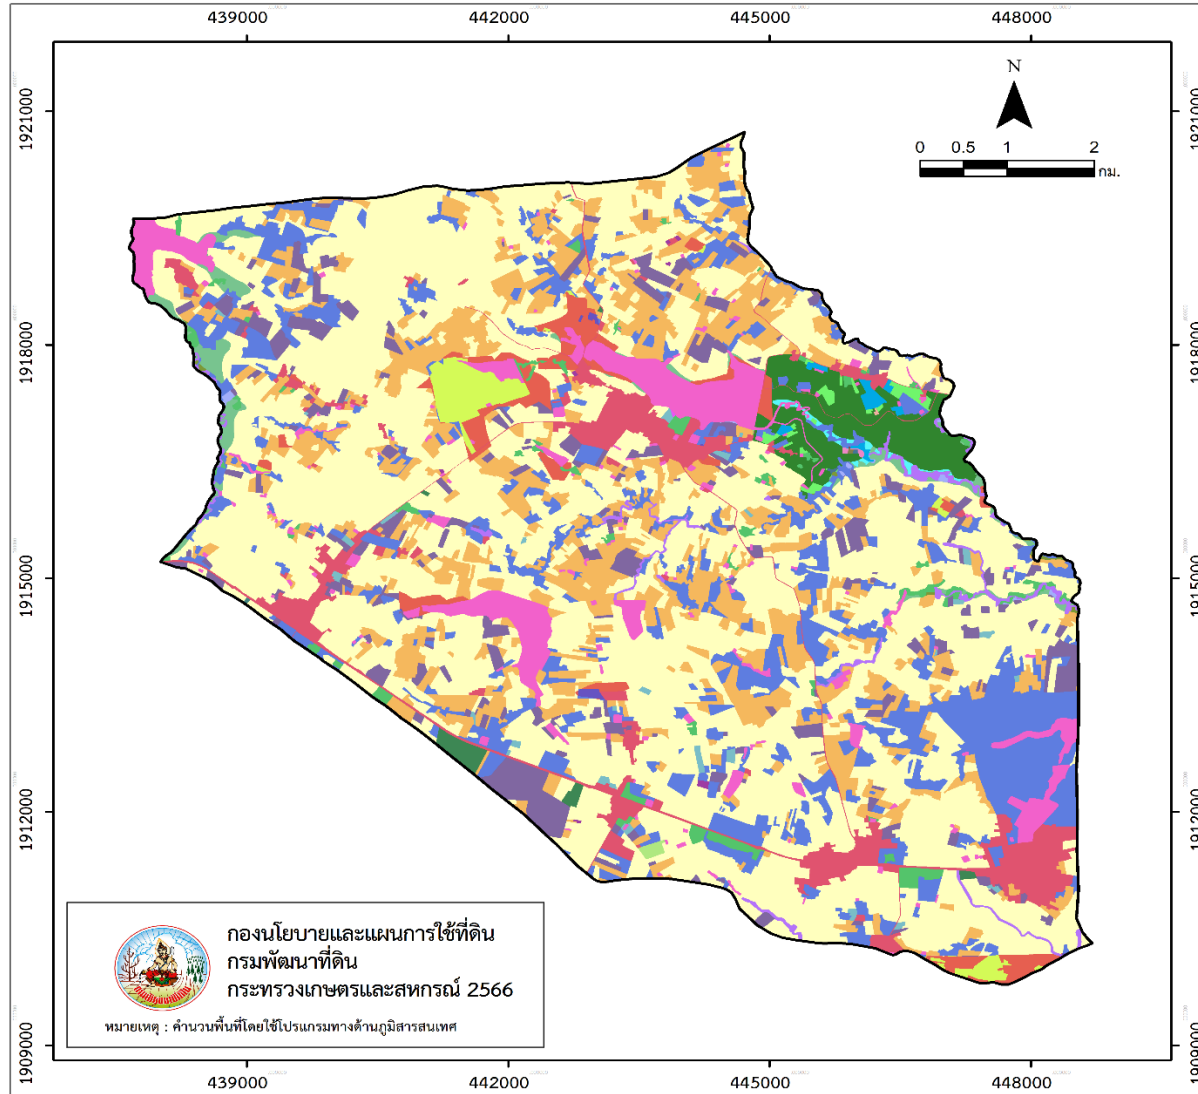 439000 442000 445000 448000
N
0 0.5 1 2
กม.
1921000 1921000
1918000 1918000
1915000 1915000
1912000 1912000
1909000 1909000
กองนโยบายและแผนการใช้ที่ดิน
กรมพัฒนาที่ดิน
กระทรวงเกษตรและสหกรณ์ 2566
หมายเหตุ : คำนวนพื้นที่โดยใช้โปรแกรมทางด้านภูมิสารสนเทศ
439000 442000 445000 448000